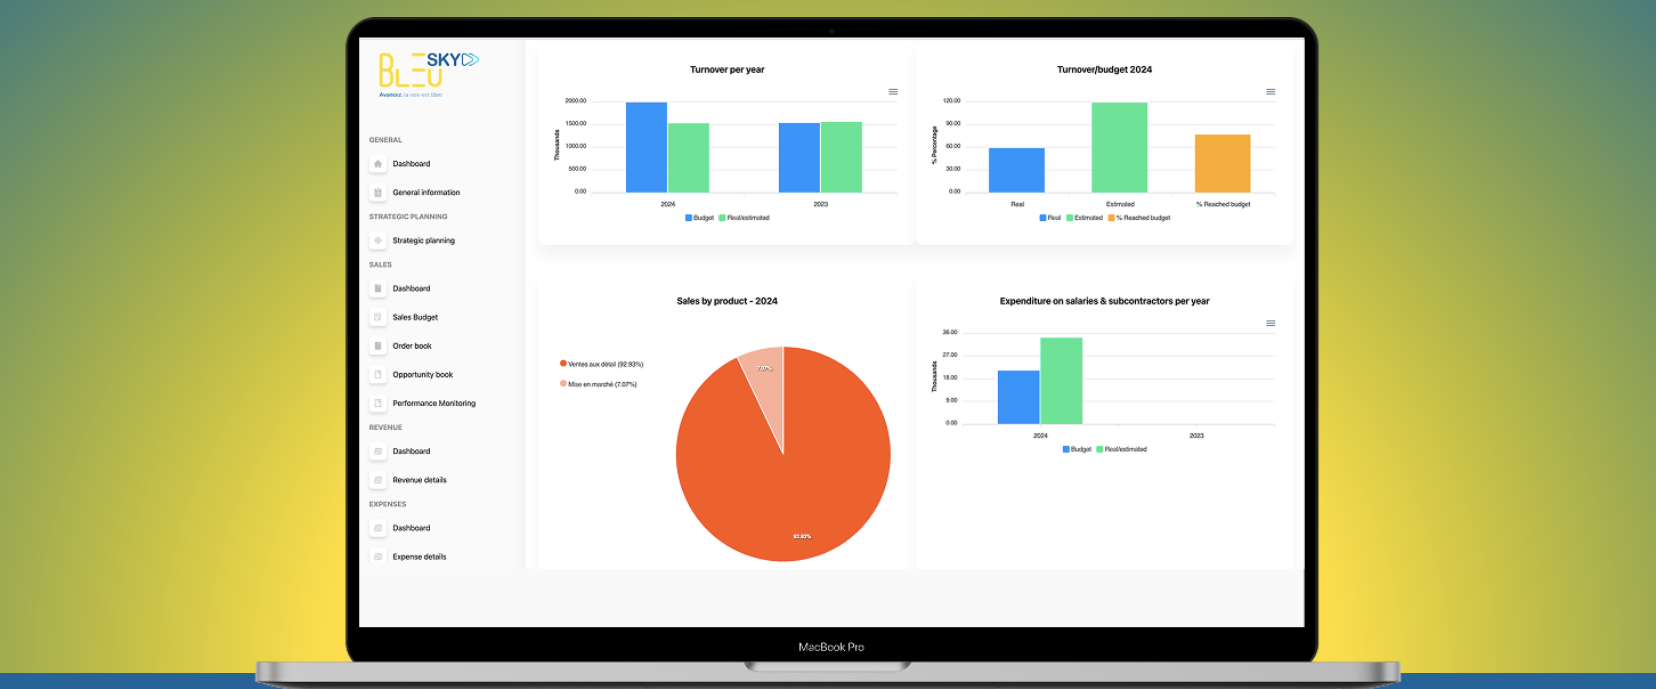 BLEU SKY
Avancez la voie est libre
GENERAL
Dashboard
General information
STRATEGIC PLANNING
Strategic planning
SALES
Dashboard
Sales Budget
Order book
Opportunity book
Performance Monitoring
REVENUE
Dashboard
Revenue details
EXPENSES
Dashboard
Expense details
Turnover per year
Thousands
2000.00
1500.00
1000.00
500.00
0.00
2024 2023
Budget Real/estimated
Turnover/budget 2024
% Percentage
120.00
90.00
60.00
30.00
0.00
Real Estimated % Reached budget
Real Estimated % Reached budget
Sales by product - 2024
Ventes aux détail (92.93%)
Mise en marché (7.07%)
7.07%
92.93%
Expenditure on salaries & subcontractors per year
Thousands
36.00
27.00
18.00
9.00
0.00
2024 2023
Budget Real/estimated
MacBook Pro